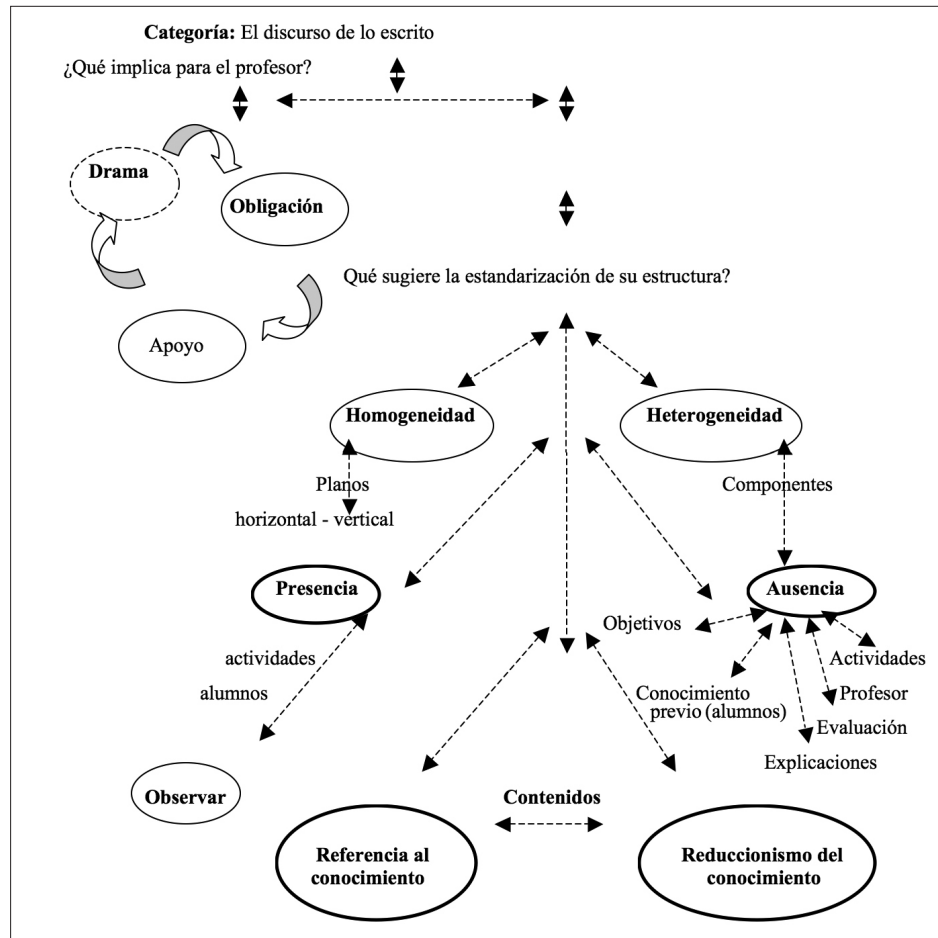 Categoría: El discurso de lo escrito
¿Qué implica para el profesor?
Drama
Obligación
Qué sugiere la estandarización de su estructura?
Apoyo
Homogeneidad
Heterogeneidad
Planos
horizontal - vertical
Componentes
Presencia
Ausencia
Objetivos
actividades
alumnos
Actividades
Conocimiento
previo (alumnos)
Profesor
Evaluación
Explicaciones
Observar
Contenidos
Referencia al
conocimiento
Reduccionismo del
conocimiento